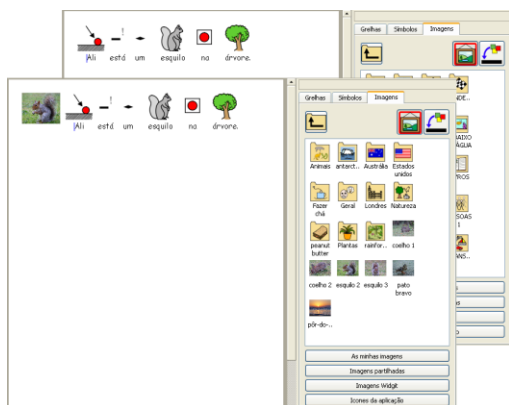 Ali está um esquilo na árvore.
Grelhas Símbolos Imagens
Ali está um esquilo na árvore.
Grelhas Símbolos Imagens
Animais antarct... Austrália Estados unidos
Fazer chá Geral Londres Natureza
peanut butter Plantas rainfor... coelho 1
coelho 2 esquilo 2 esquilo 3 pato bravo
pôr-do-...
As minhas imagens
Imagens partilhadas
Imagens Widgit
Icones da aplicação